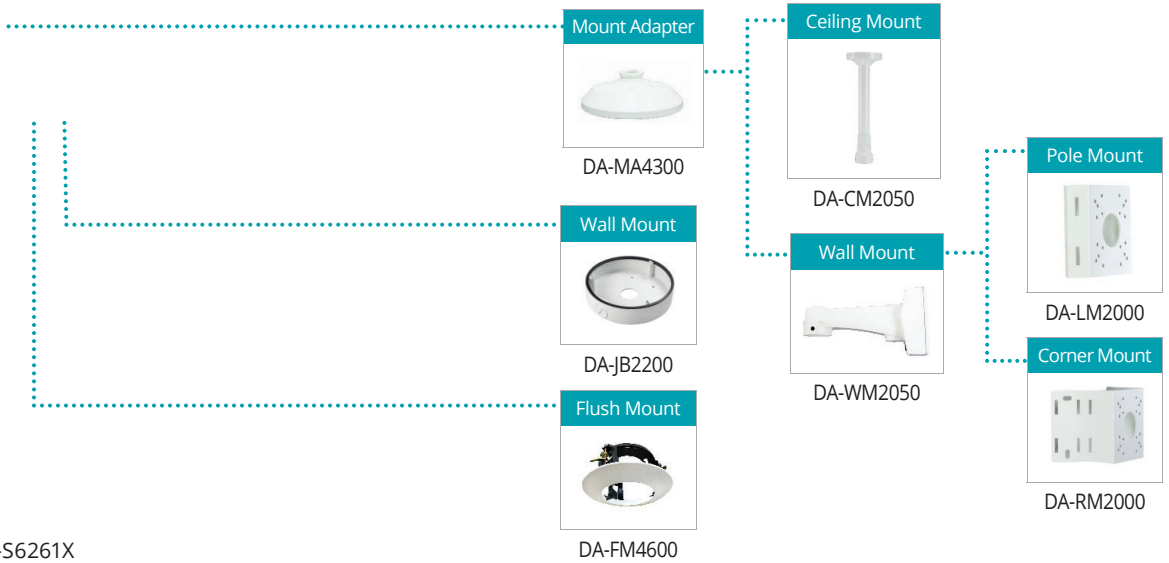 Mount Adapter
DA-MA4300
Ceiling Mount
DA-CM2050
Pole Mount
DA-LM2000
Wall Mount
DA-JB2200
Wall Mount
DA-WM2050
Corner Mount
DA-RM2000
Flush Mount
DA-FM4600
-S6261X